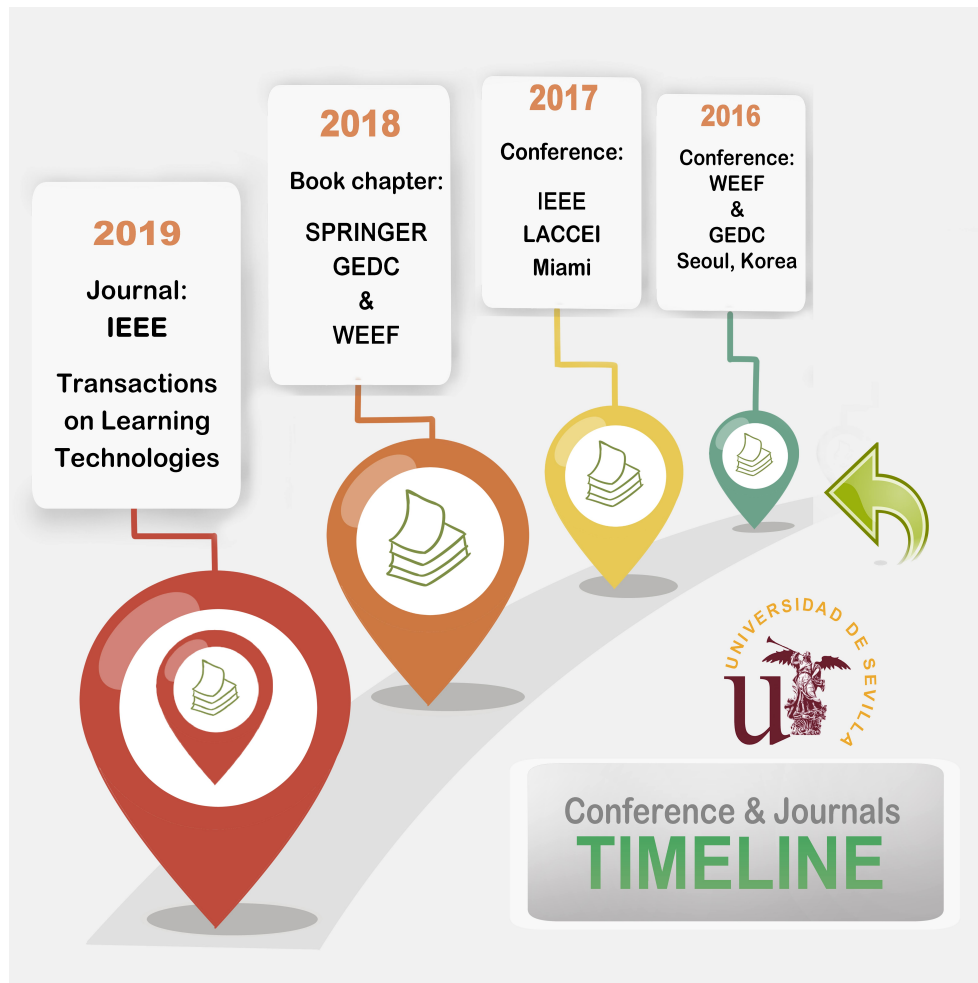 2019
Journal:
IEEE
Transactions
on Learning
Technologies
2018
Book chapter:
SPRINGER
GEDC
&
WEEF
2017
Conference:
IEEE
LACCEI
Miami
2016
Conference:
WEEF
&
GEDC
Seoul, Korea
UNIVERSIDAD DE SEVILLA
u
Conference & Journals
TIMELINE